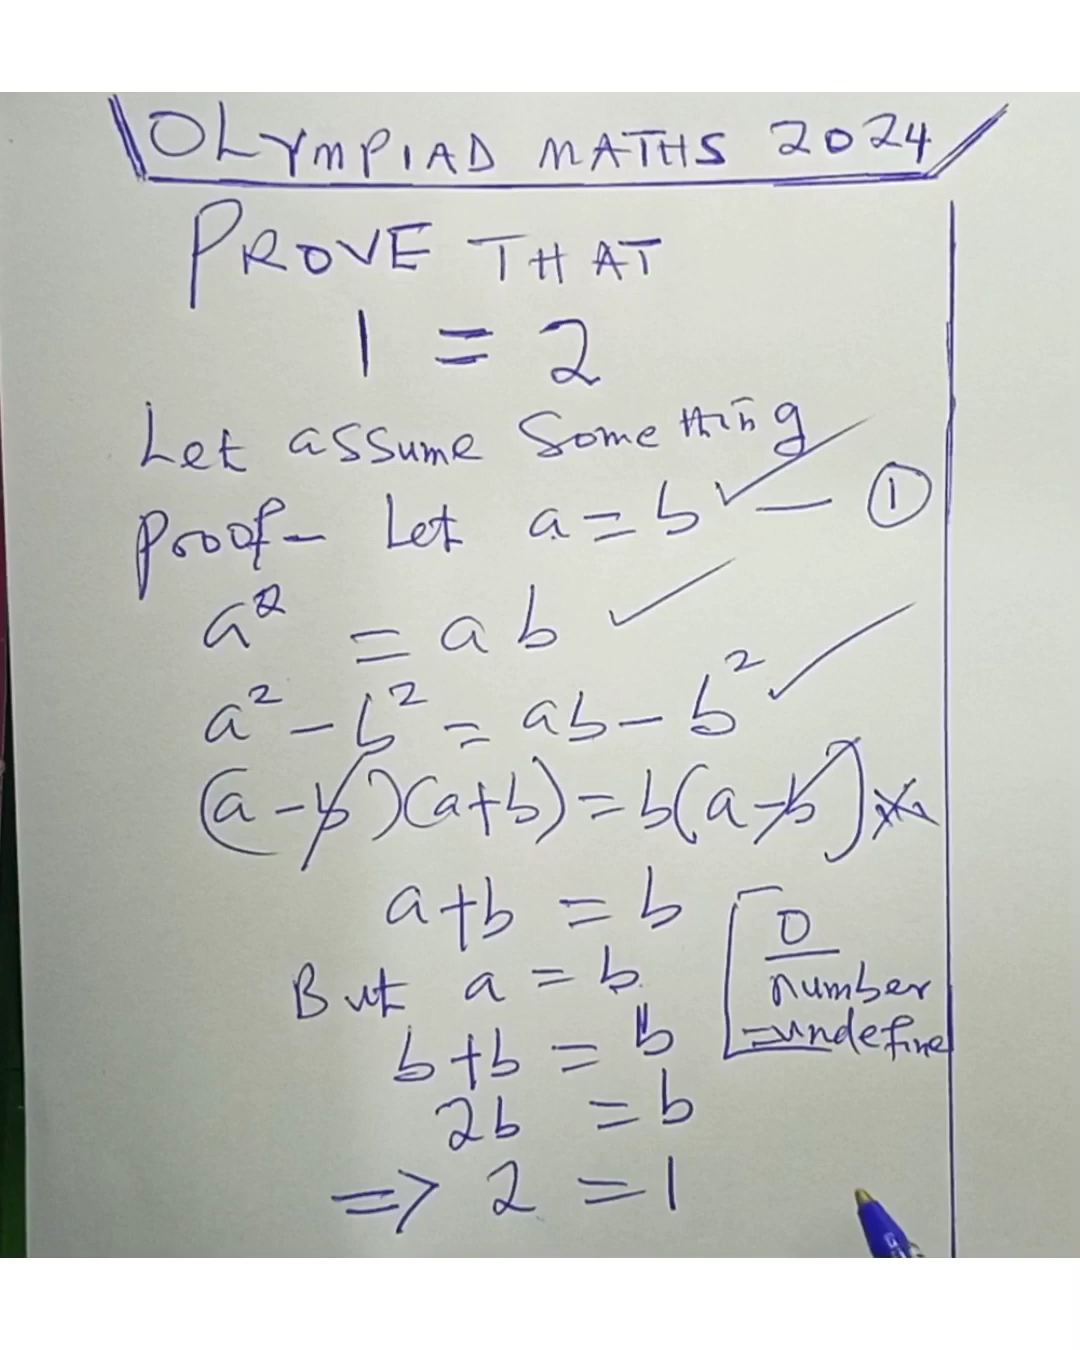 OLYMPIAD MATHS 2024
PROVE THAT
1 = 2
Let assume Something
Proof- Let a = b ✓ — ①
a² = ab ✓
a² - b² = ab - b² ✓
(a - b)(a+b) = b(a-b) ✗
a+b = b
But a = b
b+b = b
2b = b
=> 2 = 1
0
number
=undefine